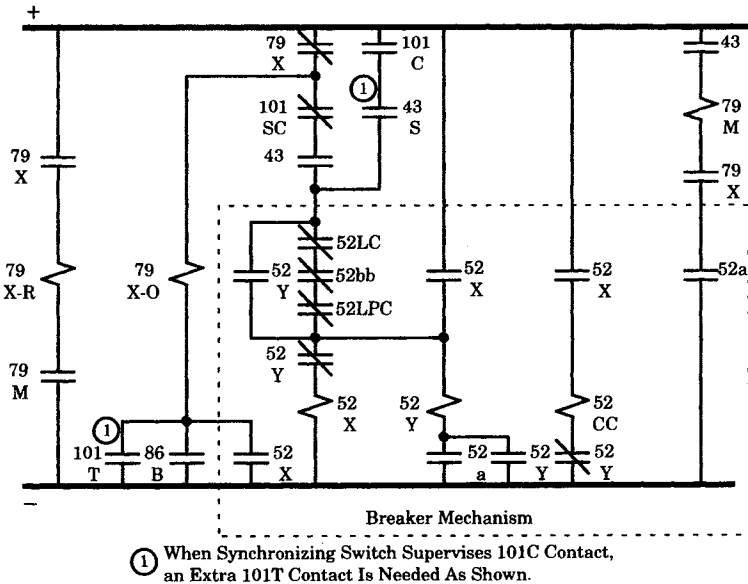 +
79
X
101
C
43
1
101
SC
43
S
79
M
43
79
X
79
X
52LC
79
X-R
79
X-O
52
Y
52bb
52
X
52
X
52a
52LPC
52
Y
79
M
52
X
52
Y
52
CC
1
101
T
86
B
52
X
52
a
52
Y
52
Y
–
Breaker Mechanism
1 When Synchronizing Switch Supervises 101C Contact,
an Extra 101T Contact Is Needed As Shown.